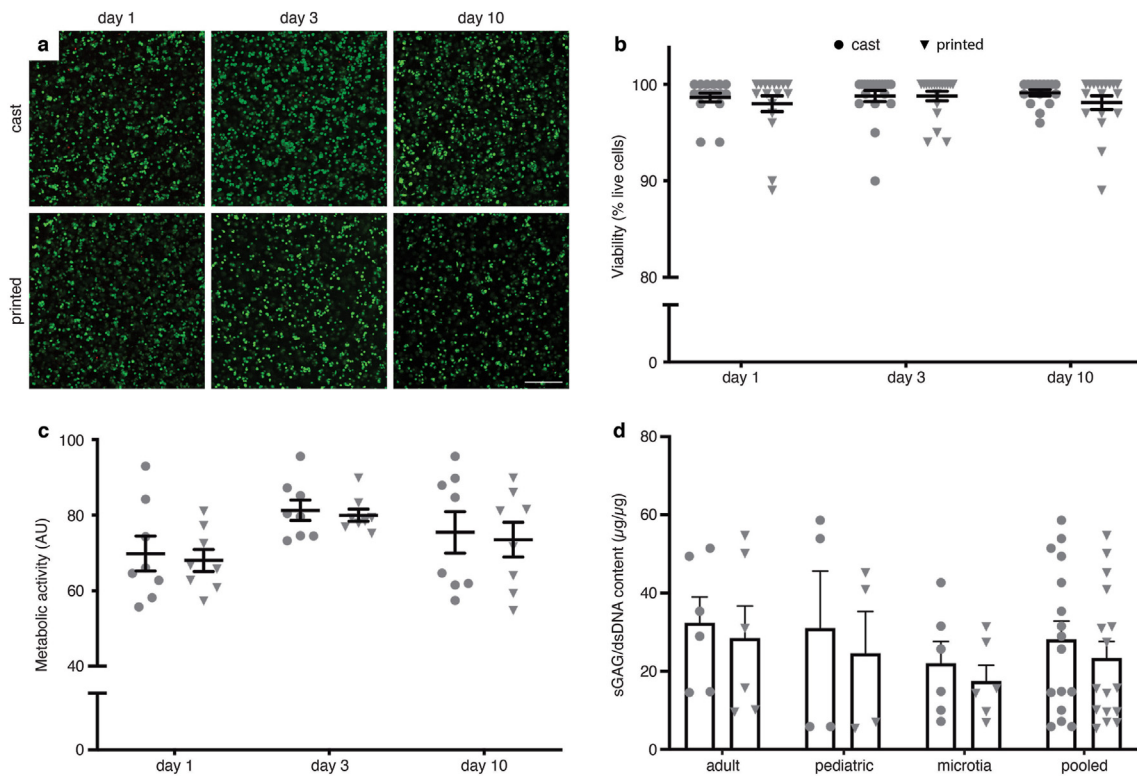 day 1 day 3 day 10
a
cast
printed
b
cast printed
Viability (% live cells)
100
90
80
0
day 1 day 3 day 10
c
Metabolic activity (AU)
100
80
60
40
0
day 1 day 3 day 10
d
sGAG/dsDNA content (µg/µg)
80
60
40
20
0
adult pediatric microtia pooled